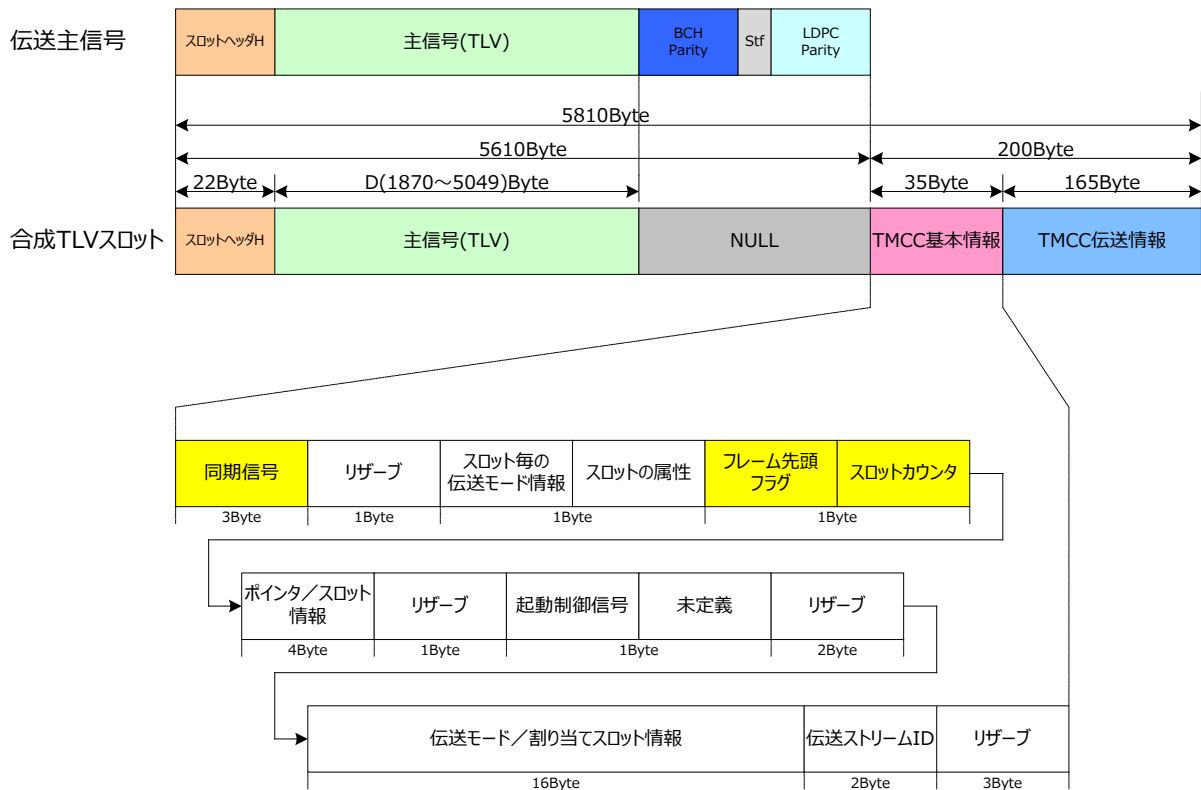 伝送主信号
スロットヘッダH
主信号(TLV)
BCH
Parity
Stf
LDPC
Parity
5810Byte
5610Byte
200Byte
22Byte
D(1870～5049)Byte
35Byte
165Byte
合成TLVスロット
スロットヘッダH
主信号(TLV)
NULL
TMCC基本情報
TMCC伝送情報
同期信号
リザーブ
スロット毎の
伝送モード情報
スロットの属性
フレーム先頭
フラグ
スロットカウンタ
3Byte
1Byte
1Byte
1Byte
ポインタ／スロット
情報
リザーブ
起動制御信号
未定義
リザーブ
4Byte
1Byte
1Byte
2Byte
伝送モード／割り当てスロット情報
伝送ストリームID
リザーブ
16Byte
2Byte
3Byte